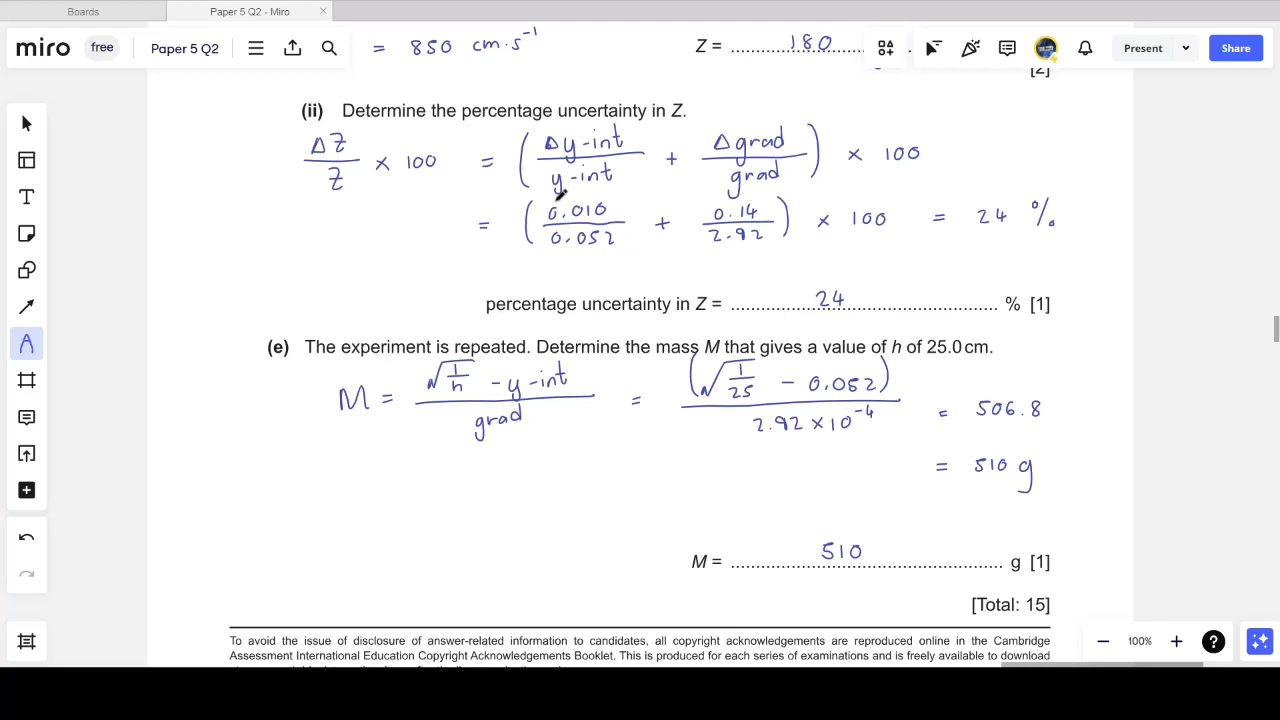 Boards
Paper 5 Q2 - Miro
miro free Paper 5 Q2
Present
Share
= 850 cm·s⁻¹
Z = ........180........
[2]
(ii) Determine the percentage uncertainty in Z.
ΔZ/Z × 100 = (Δy-int/y-int + Δgrad/grad) × 100
= (0.010/0.052 + 0.14/2.92) × 100 = 24 %
percentage uncertainty in Z = ........24........ % [1]
(e) The experiment is repeated. Determine the mass M that gives a value of h of 25.0 cm.
M = (√(1/h) - y-int)/grad = (√(1/25) - 0.052)/(2.92 × 10⁻⁴) = 506.8
= 510 g
M = ........510........ g [1]
[Total: 15]
To avoid the issue of disclosure of answer-related information to candidates, all copyright acknowledgements are reproduced online in the Cambridge
Assessment International Education Copyright Acknowledgements Booklet. This is produced for each series of examinations and is freely available to download
100%